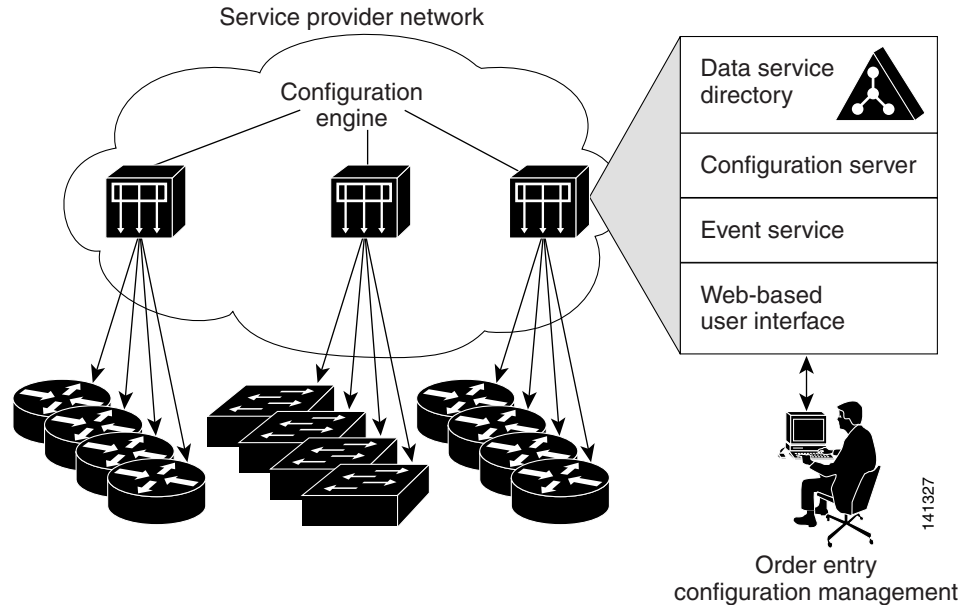 Service provider network
Configuration
engine
Data service
directory
Configuration server
Event service
Web-based
user interface
141327
Order entry
configuration management